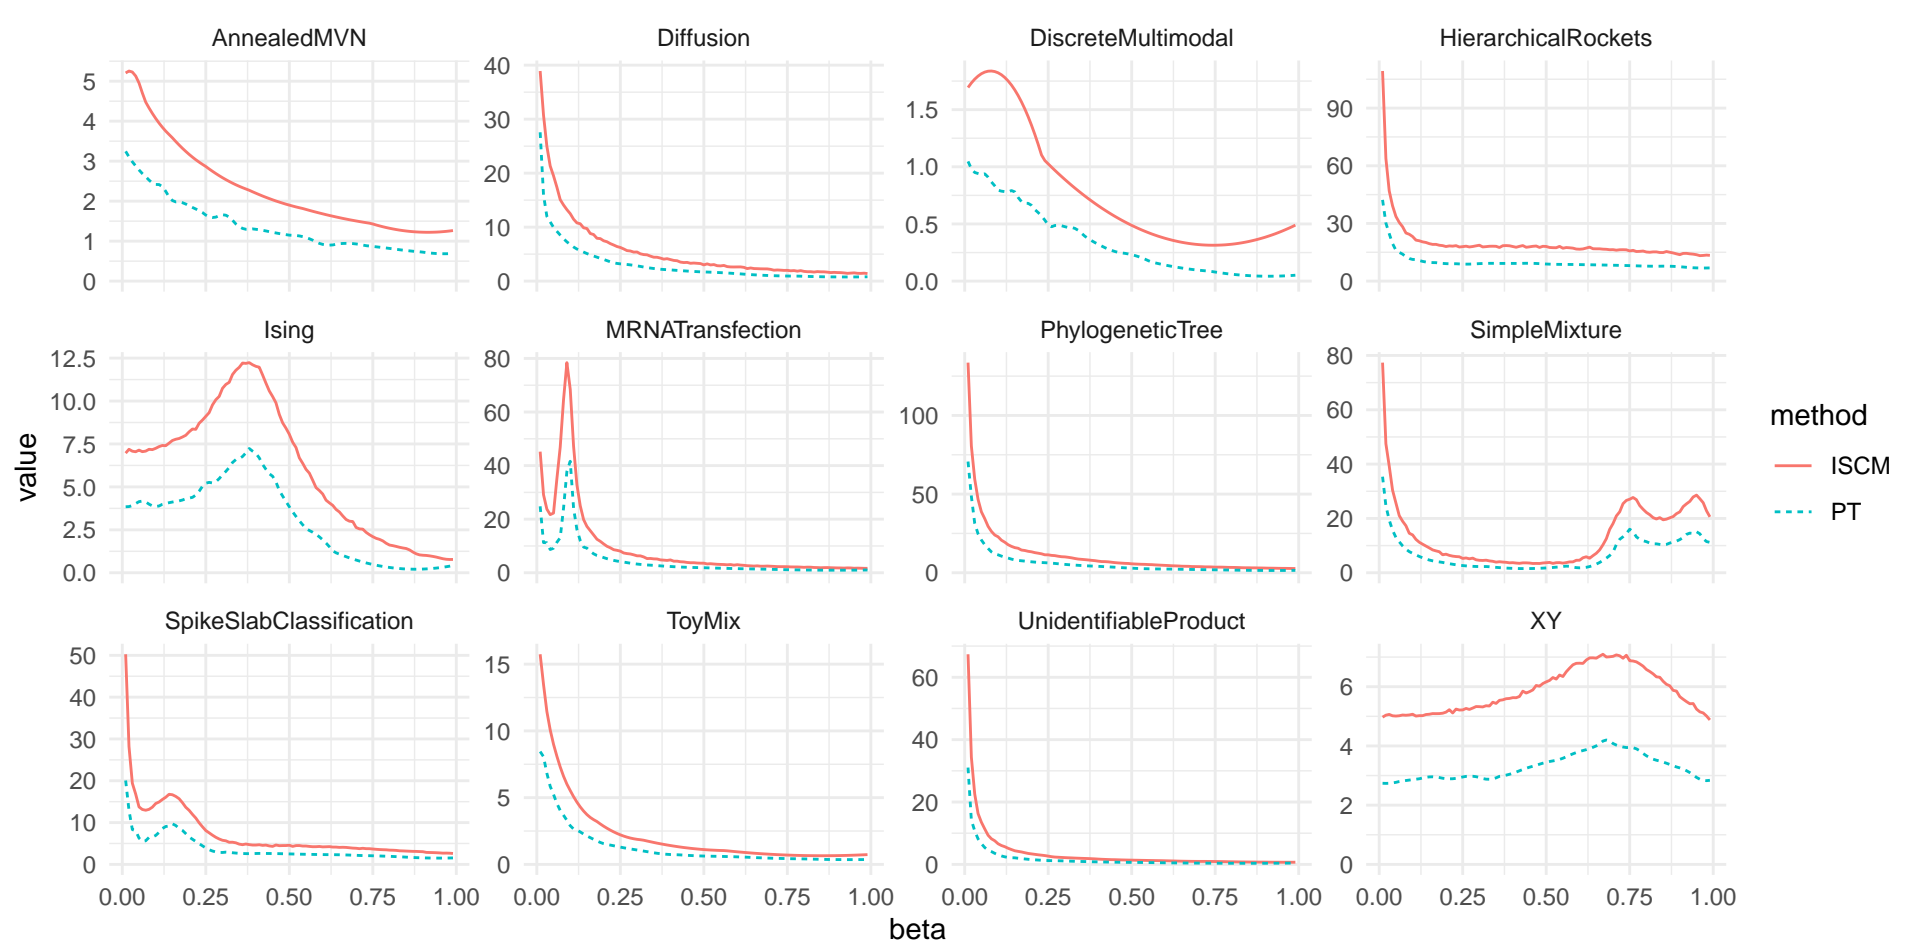 AnnealedMVN
Diffusion
DiscreteMultimodal
HierarchicalRockets
5
4
3
2
1
0
40
30
20
10
0
1.5
1.0
0.5
0.0
90
60
30
0
Ising
MRNATransfection
PhylogeneticTree
SimpleMixture
12.5
10.0
7.5
5.0
2.5
0.0
80
60
40
20
0
100
50
0
80
60
40
20
0
SpikeSlabClassification
ToyMix
UnidentifiableProduct
XY
50
40
30
20
10
0
15
10
5
0
60
40
20
0
6
4
2
0
0.00 0.25 0.50 0.75 1.00
0.00 0.25 0.50 0.75 1.00
0.00 0.25 0.50 0.75 1.00
0.00 0.25 0.50 0.75 1.00
beta
value
method
ISCM
PT